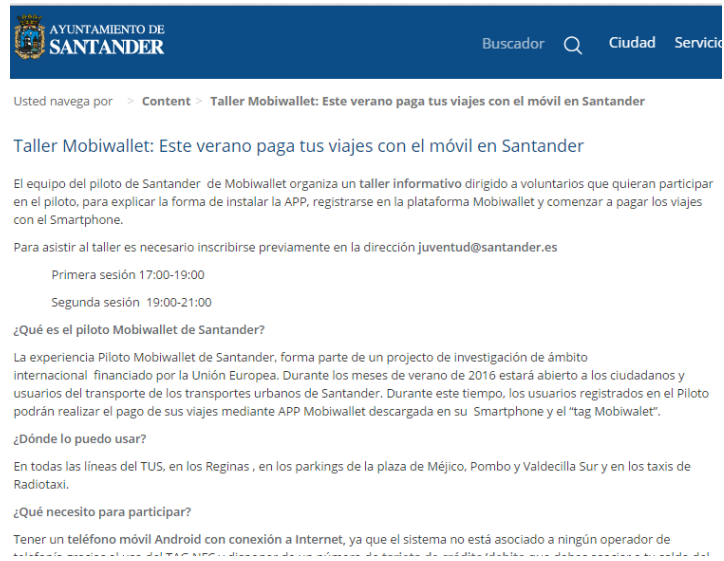 AYUNTAMIENTO DE
SANTANDER
Buscador Ciudad Servicio
Usted navega por > Content > Taller Mobiwallet: Este verano paga tus viajes con el móvil en Santander
Taller Mobiwallet: Este verano paga tus viajes con el móvil en Santander
El equipo del piloto de Santander de Mobiwallet organiza un taller informativo dirigido a voluntarios que quieran participar
en el piloto, para explicar la forma de instalar la APP, registrarse en la plataforma Mobiwallet y comenzar a pagar los viajes
con el Smartphone.
Para asistir al taller es necesario inscribirse previamente en la dirección juventud@santander.es
Primera sesión 17:00-19:00
Segunda sesión 19:00-21:00
¿Qué es el piloto Mobiwallet de Santander?
La experiencia Piloto Mobiwallet de Santander, forma parte de un projecto de investigación de ámbito
internacional financiado por la Unión Europea. Durante los meses de verano de 2016 estará abierto a los ciudadanos y
usuarios del transporte de los transportes urbanos de Santander. Durante este tiempo, los usuarios registrados en el Piloto
podrán realizar el pago de sus viajes mediante APP Mobiwallet descargada en su Smartphone y el “tag Mobiwalet”.
¿Dónde lo puedo usar?
En todas las líneas del TUS, en los Reginas , en los parkings de la plaza de Méjico, Pombo y Valdecilla Sur y en los taxis de
Radiotaxi.
¿Qué necesito para participar?
Tener un teléfono móvil Android con conexión a Internet, ya que el sistema no está asociado a ningún operador de